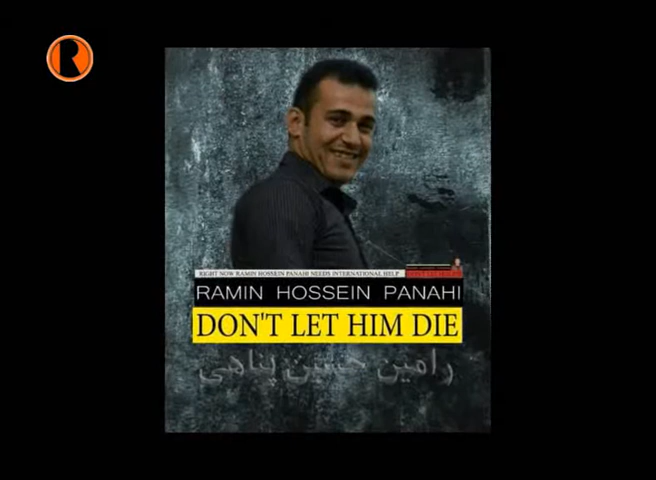 R
RIGHT NOW RAMIN HOSSEIN PANAHI NEEDS INTERNATIONAL HELP
RAMIN HOSSEIN PANAHI
DON'T LET HIM DIE
رامین حسین پناهی